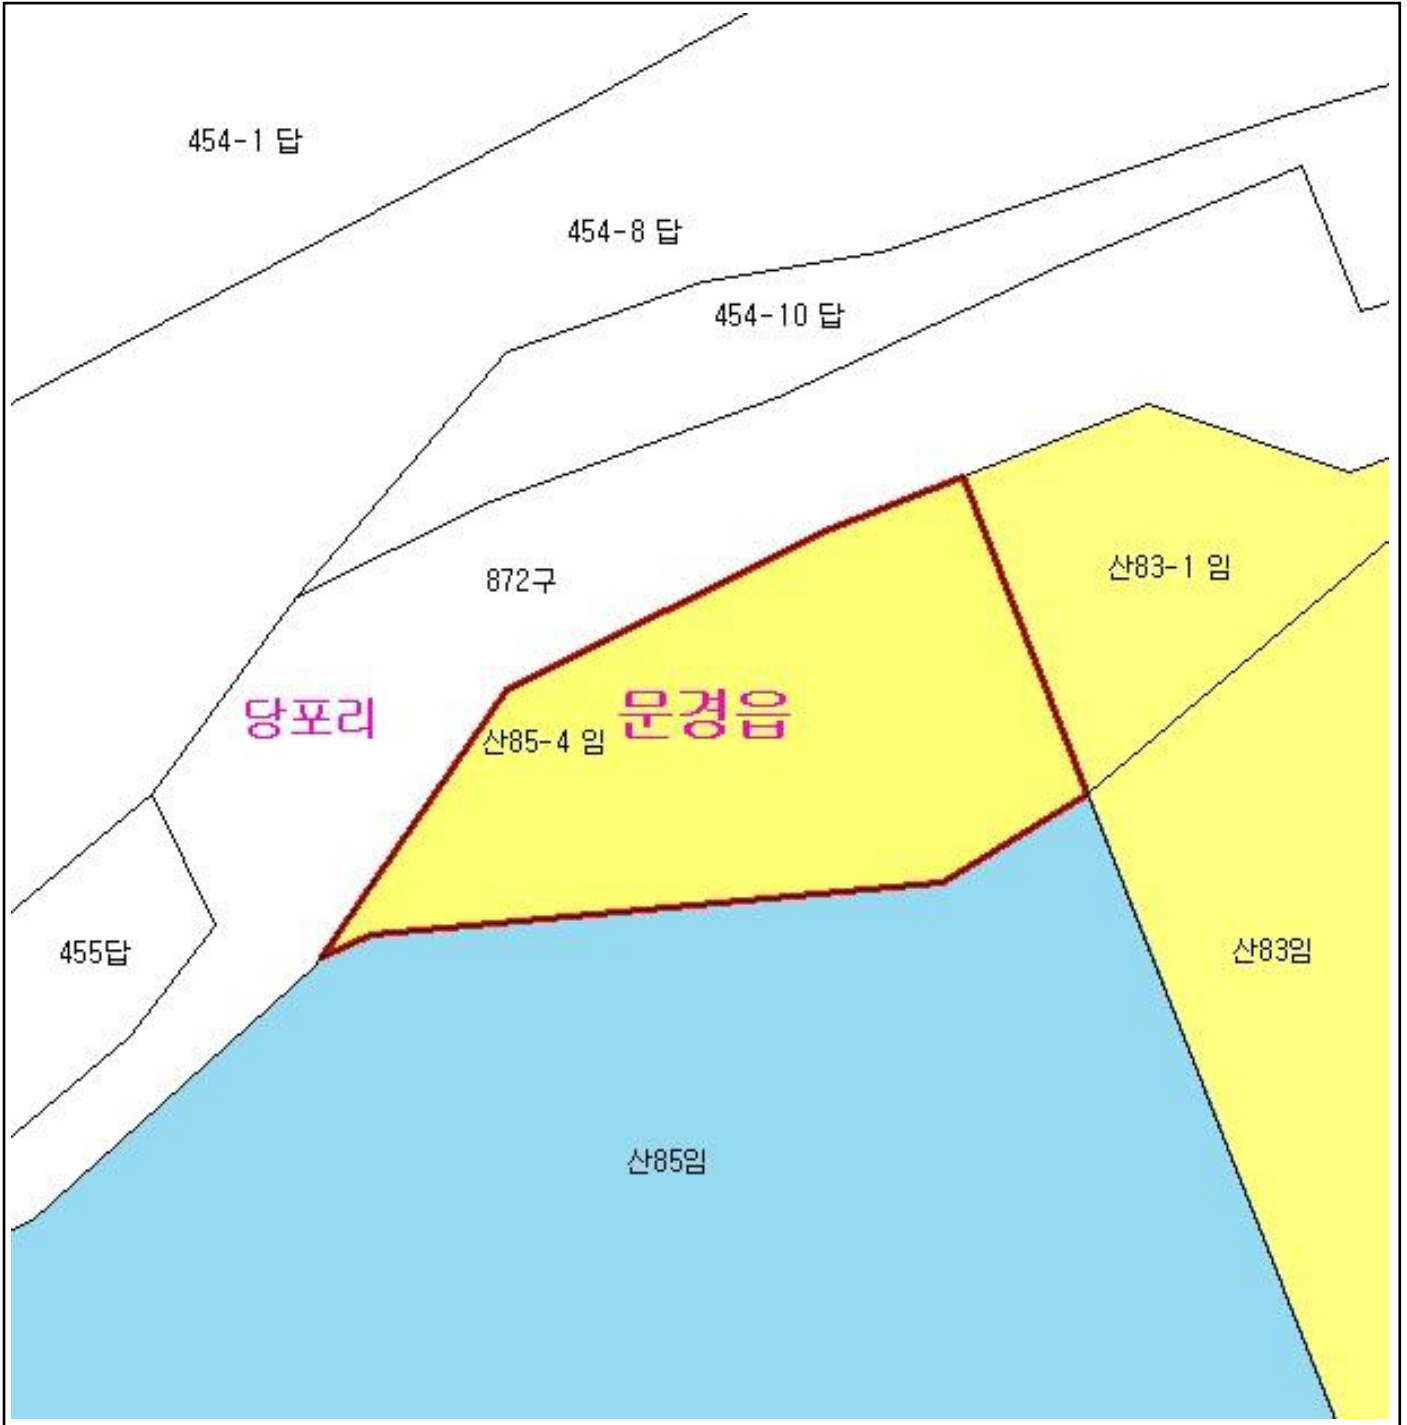 454-1 답
454-8 답
454-10 답
산83-1 임
872구
당포리
문경읍
산85-4 임
455답
산83임
산85임